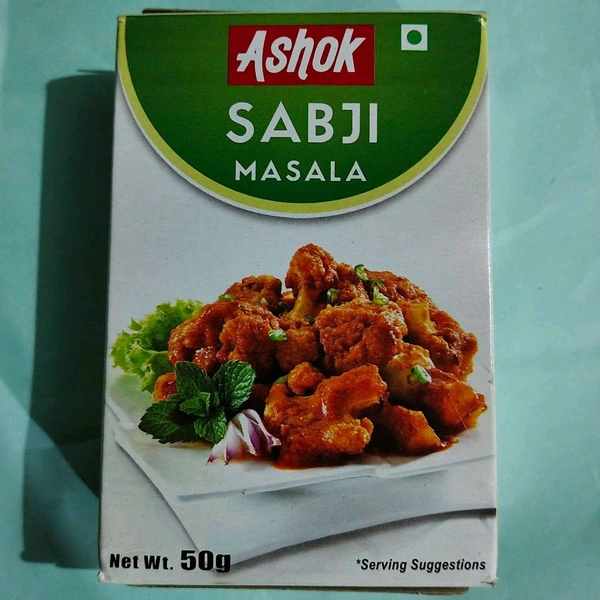 Ashok
SABJI
MASALA
Net Wt. 50g
*Serving Suggestions